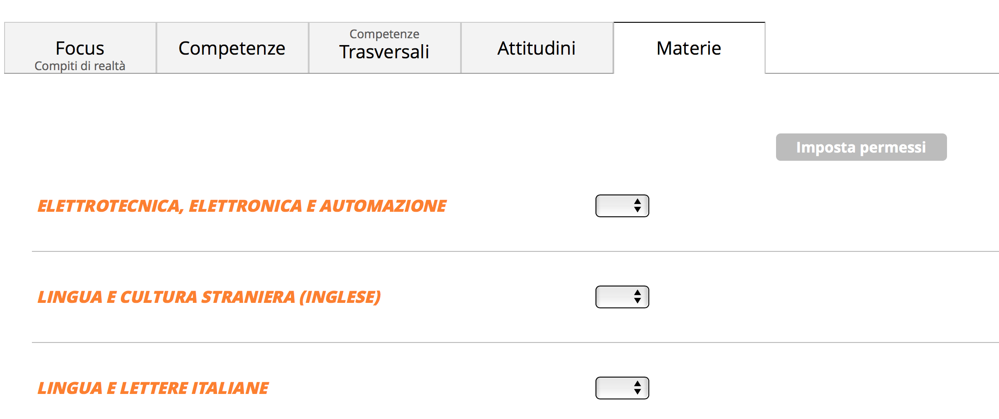 Focus
Compiti di realtà
Competenze
Competenze
Trasversali
Attitudini
Materie
Imposta permessi
ELETTROTECNICA, ELETTRONICA E AUTOMAZIONE
LINGUA E CULTURA STRANIERA (INGLESE)
LINGUA E LETTERE ITALIANE